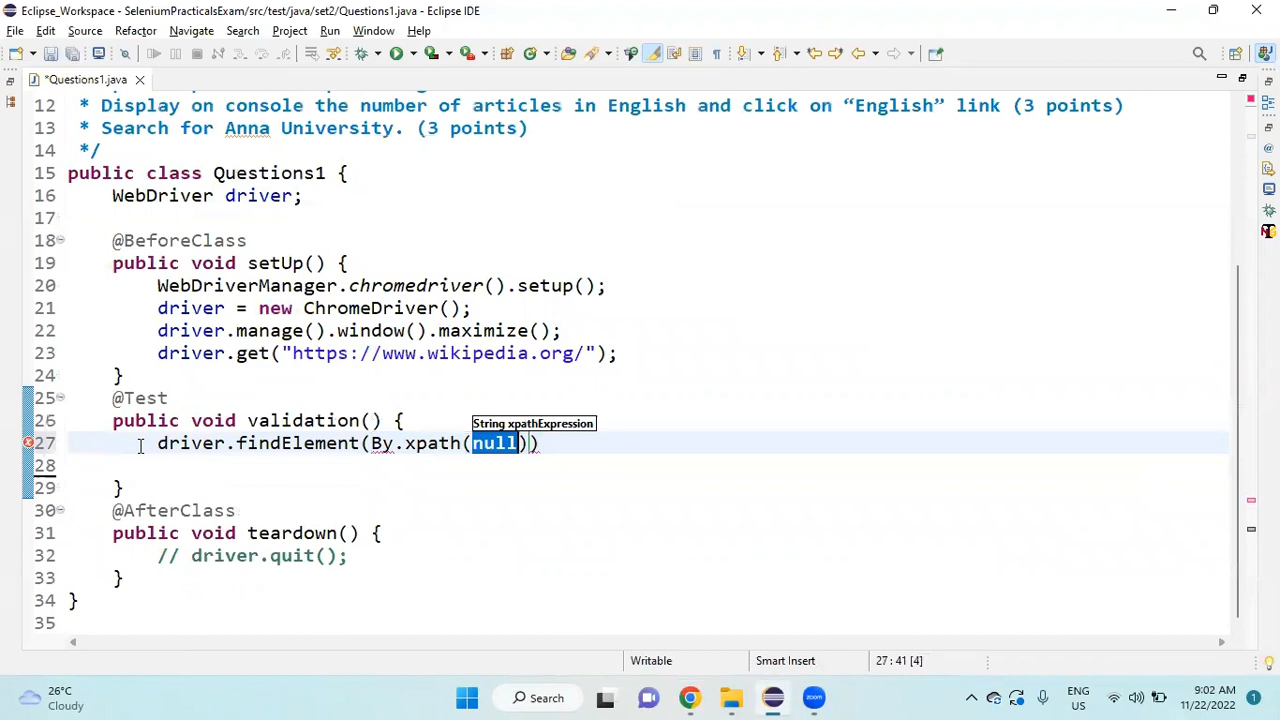 Eclipse_Workspace - SeleniumPracticalsExam/src/test/java/set2/Questions1.java - Eclipse IDE
File Edit Source Refactor Navigate Search Project Run Window Help
*Questions1.java
12 * Display on console the number of articles in English and click on “English” link (3 points)
13 * Search for Anna University. (3 points)
14 */
15 public class Questions1 {
16 WebDriver driver;
17
18 @BeforeClass
19 public void setUp() {
20 WebDriverManager.chromedriver().setup();
21 driver = new ChromeDriver();
22 driver.manage().window().maximize();
23 driver.get("https://www.wikipedia.org/");
24 }
25 @Test
26 public void validation() {
String xpathExpression
27 driver.findElement(By.xpath(null))
28
29 }
30 @AfterClass
31 public void teardown() {
32 // driver.quit();
33 }
34 }
35
Writable Smart Insert 27 : 41 [4]
26°C
Cloudy
Search
zoom
ENG
US
9:02 AM
11/22/2022
1